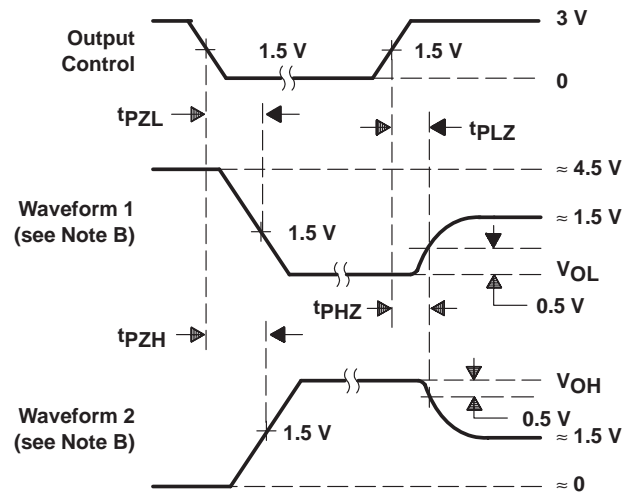 3 V
Output
Control
1.5 V
1.5 V
0
tPZL
tPLZ
≈ 4.5 V
Waveform 1
(see Note B)
1.5 V
≈ 1.5 V
VOL
0.5 V
tPHZ
tPZH
VOH
0.5 V
Waveform 2
(see Note B)
1.5 V
≈ 1.5 V
≈ 0